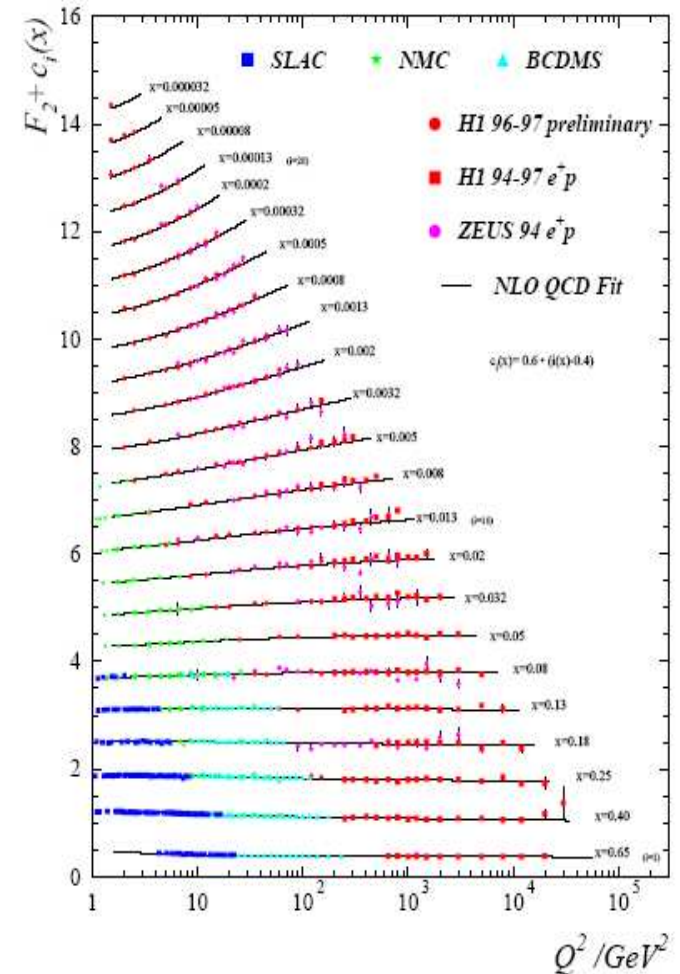 F₂+cᵢ(x)
16
14
12
10
8
6
4
2
0
SLAC NMC BCDMS
H1 96-97 preliminary
H1 94-97 e⁺p
ZEUS 94 e⁺p
NLO QCD Fit
cᵢ(x)= 0.6 • (i(x)-0.4)
x=0.000032
x=0.00005
x=0.00008
x=0.00013 (i=20)
x=0.0002
x=0.00032
x=0.0005
x=0.0008
x=0.0013
x=0.002
x=0.0032
x=0.005
x=0.008
x=0.013 (i=10)
x=0.02
x=0.032
x=0.05
x=0.08
x=0.13
x=0.18
x=0.25
x=0.40
x=0.65 (i=1)
1 10 10² 10³ 10⁴ 10⁵
Q² /GeV²